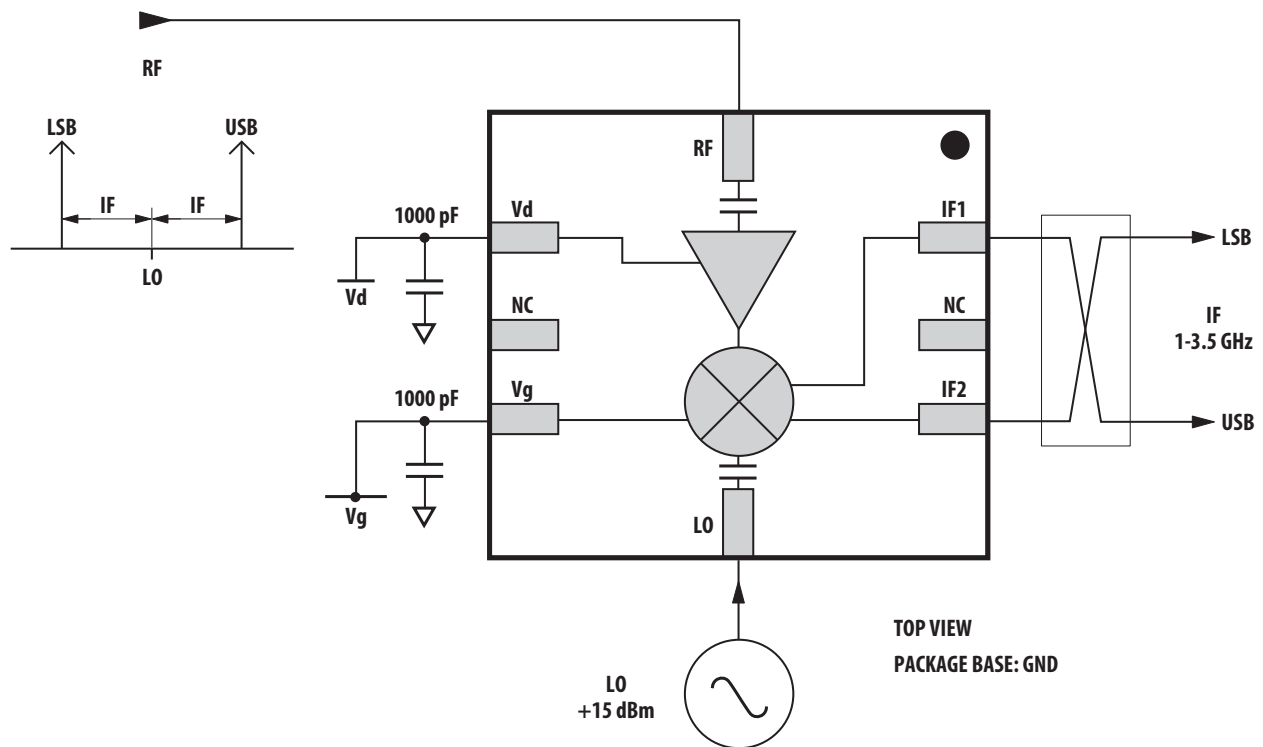 RF
LSB
USB
IF
IF
LO
1000 pF
Vd
1000 pF
Vg
RF
Vd
NC
Vg
LO
IF1
NC
IF2
LSB
IF
1-3.5 GHz
USB
LO
+15 dBm
TOP VIEW
PACKAGE BASE: GND